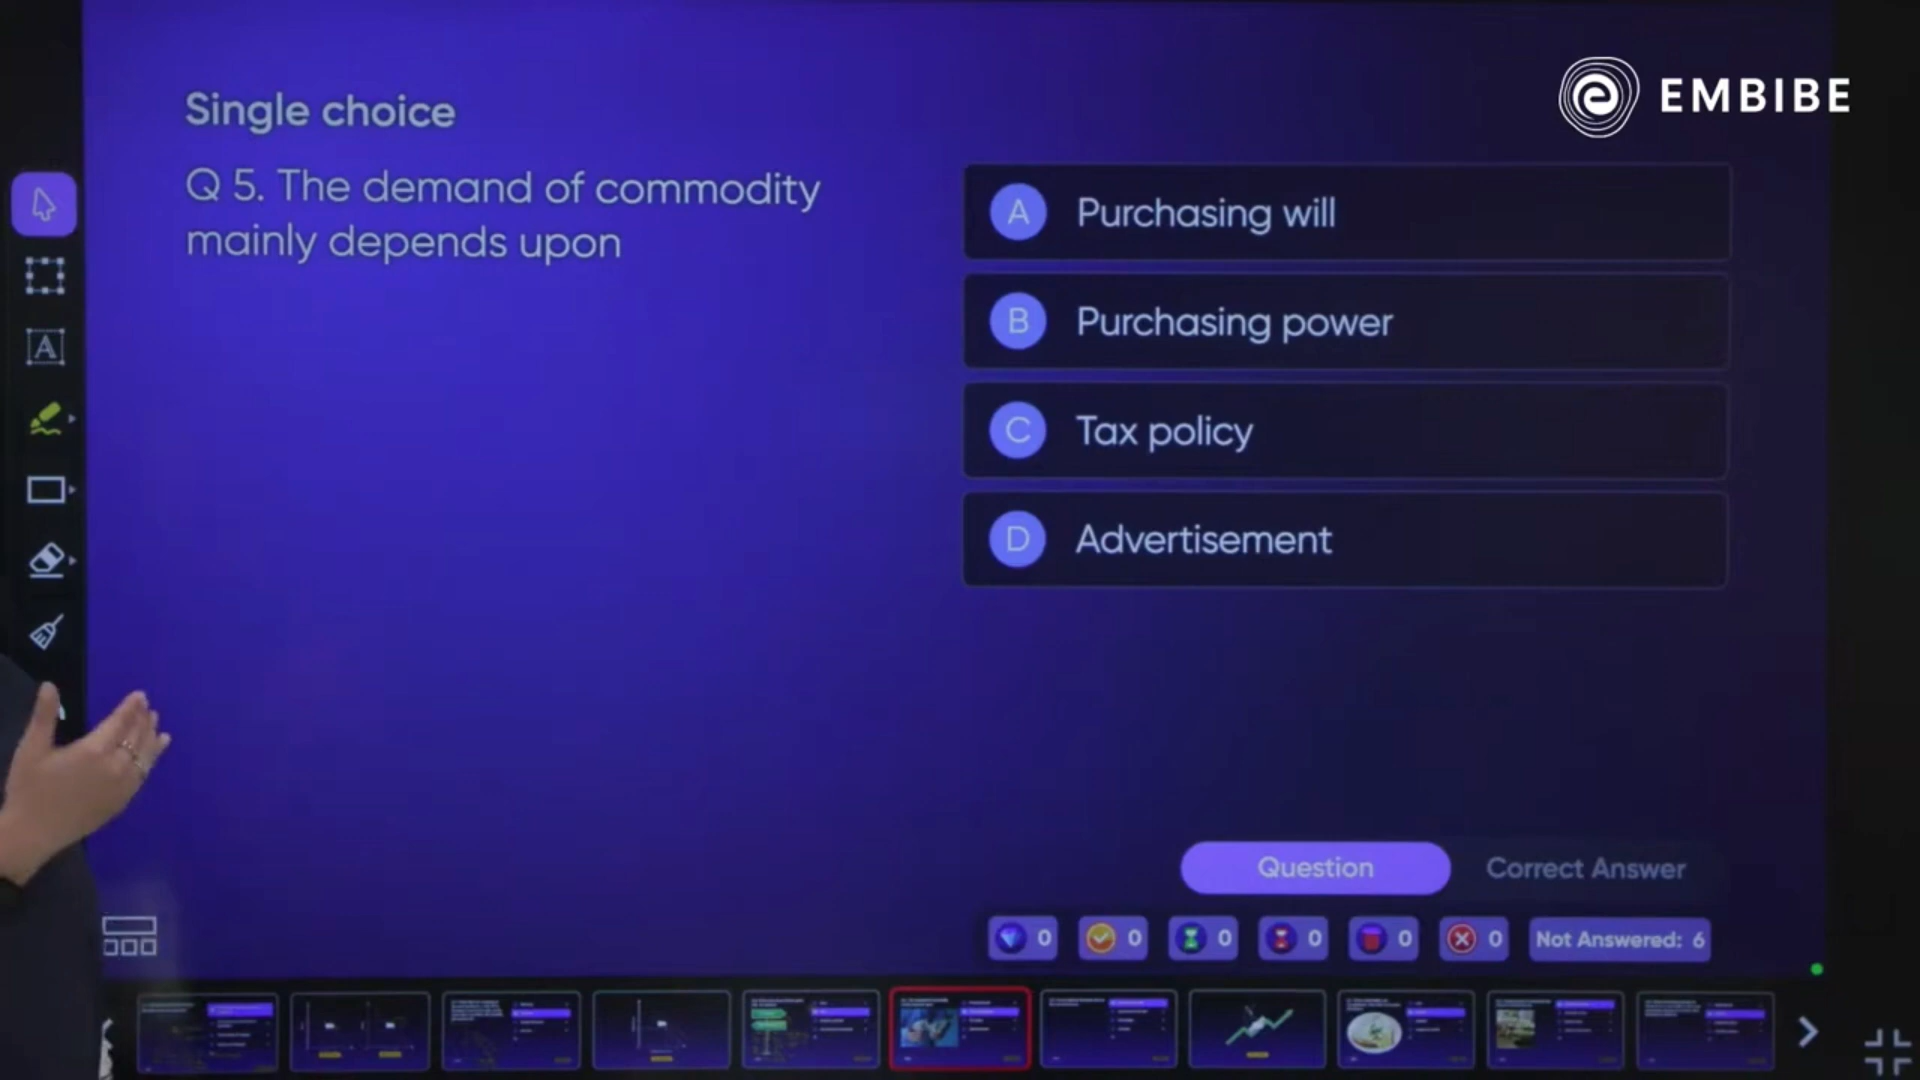 EMBIBE
Single choice
Q 5. The demand of commodity
mainly depends upon
A Purchasing will
B Purchasing power
C Tax policy
D Advertisement
Question
Correct Answer
0 0 0 0 0 0 Not Answered: 6